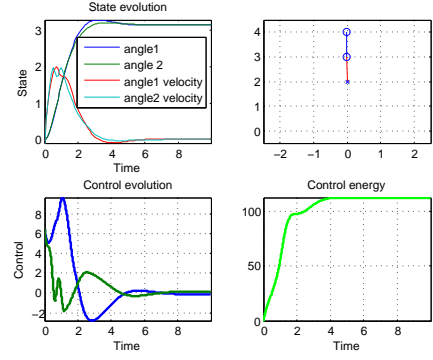 State evolution
3
2
1
0
State
0 2 4 6 8
Time
angle1
angle 2
angle1 velocity
angle2 velocity
4
3
2
1
0
-2 -1 0 1 2
Control evolution
8
6
4
2
0
-2
Control
0 2 4 6 8
Time
Control energy
100
50
0
0 2 4 6 8